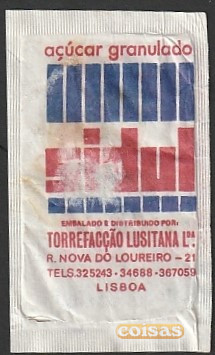 açúcar granulado
sidul
EMBALADO E DISTRIBUIDO POR:
TORREFACÇÃO LUSITANA Lᴰᴬ.
R. NOVA DO LOUREIRO - 21
TELS. 325243 - 34688 - 367059
LISBOA
coisas